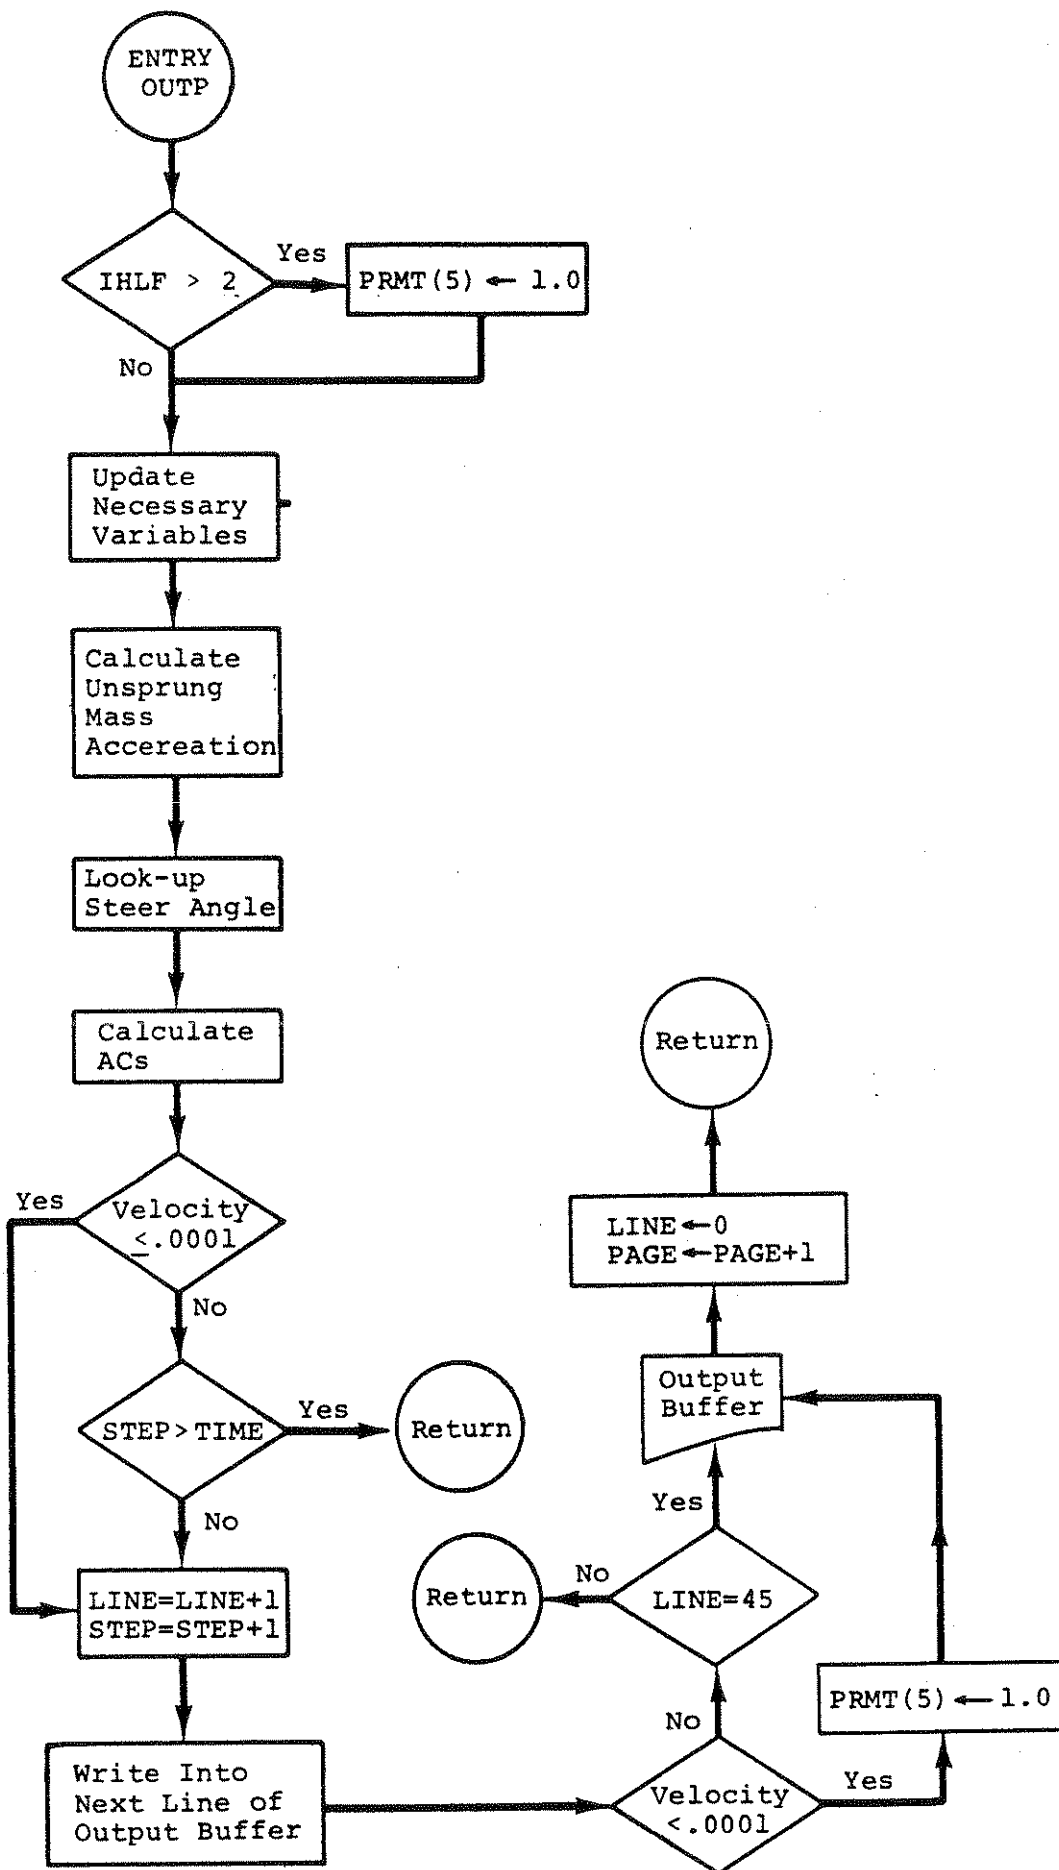 ENTRY
OUTP
IHLF > 2
Yes
PRMT(5) ← 1.0
No
Update
Necessary
Variables
Calculate
Unsprung
Mass
Accereation
Look-up
Steer Angle
Calculate
ACs
Yes
Velocity
≤.0001
No
STEP>TIME
Yes
Return
No
LINE=LINE+1
STEP=STEP+1
Write Into
Next Line of
Output Buffer
Velocity
<.0001
Yes
PRMT(5) ← 1.0
No
LINE=45
No
Return
Yes
Output
Buffer
LINE←0
PAGE←PAGE+1
Return